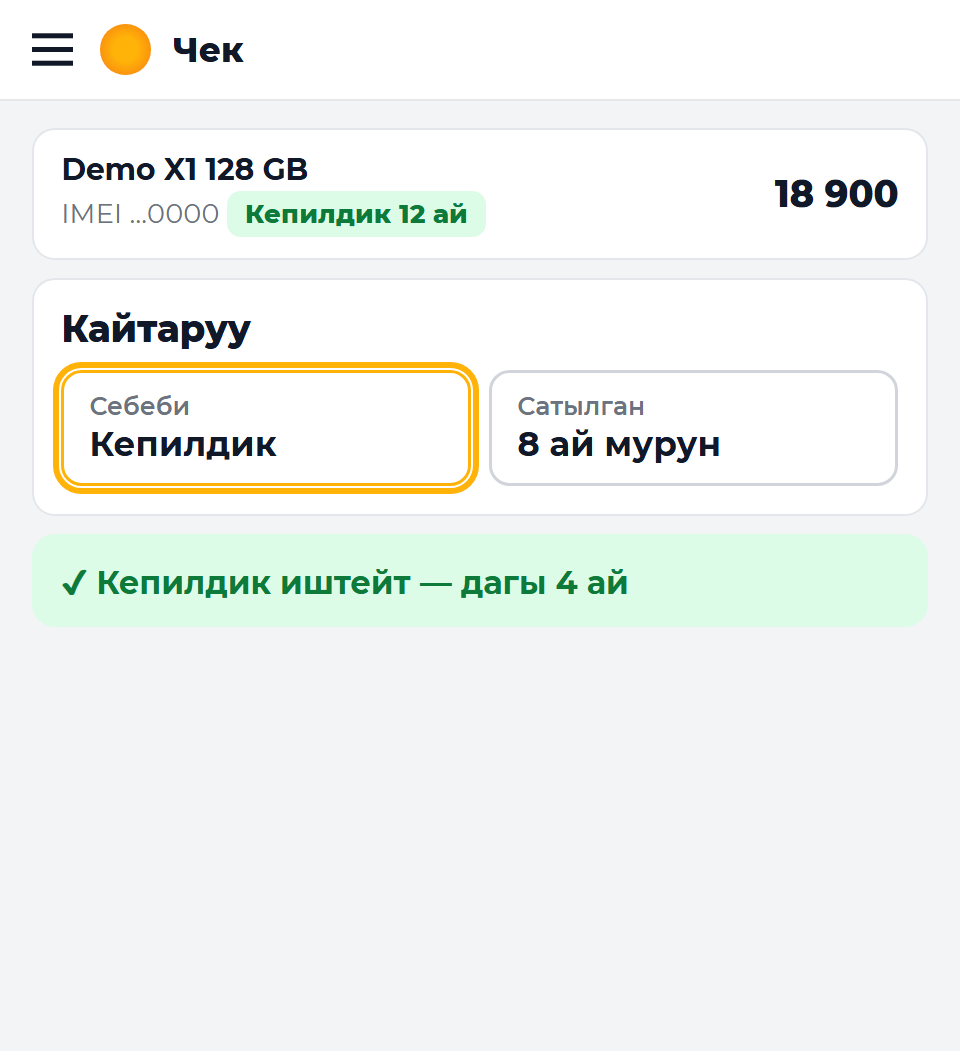 Чек
Demo X1 128 GB
18 900
IMEI ...0000 Кепилдик 12 ай
Кайтаруу
Себеби
Кепилдик
Сатылган
8 ай мурун
✓ Кепилдик иштейт — дагы 4 ай